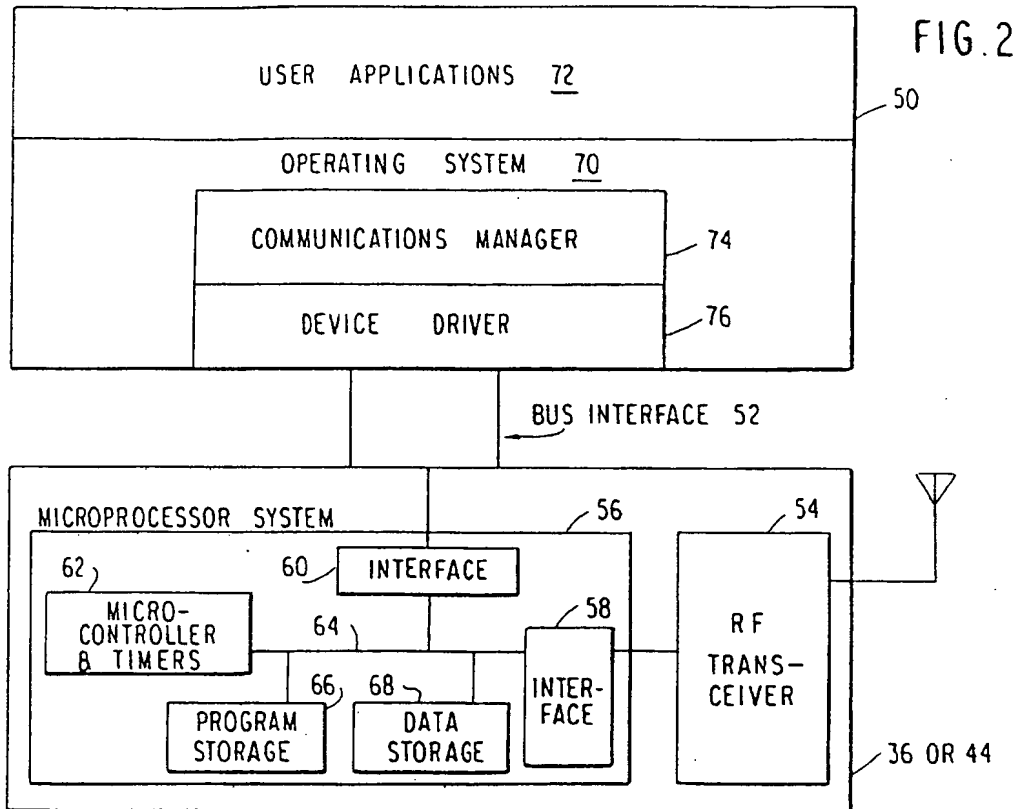 FIG.2
USER APPLICATIONS 72
50
OPERATING SYSTEM 70
COMMUNICATIONS MANAGER
74
DEVICE DRIVER
76
BUS INTERFACE 52
MICROPROCESSOR SYSTEM
56
54
60
INTERFACE
62
MICRO-
CONTROLLER
& TIMERS
64
58
INTER-
FACE
RF
TRANS-
CEIVER
66
PROGRAM
STORAGE
68
DATA
STORAGE
36 OR 44